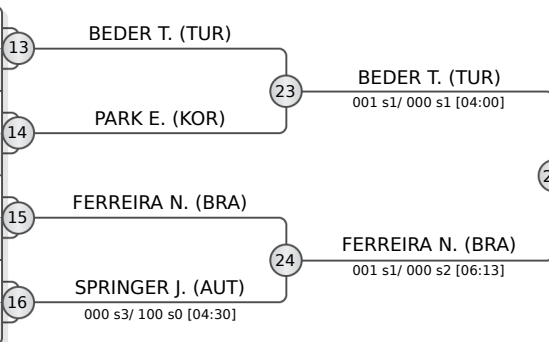 BEDER T. (TUR)
13
BEDER T. (TUR)
23
001 s1/ 000 s1 [04:00]
PARK E. (KOR)
14
FERREIRA N. (BRA)
15
FERREIRA N. (BRA)
24
001 s1/ 000 s2 [06:13]
SPRINGER J. (AUT)
16
000 s3/ 100 s0 [04:30]